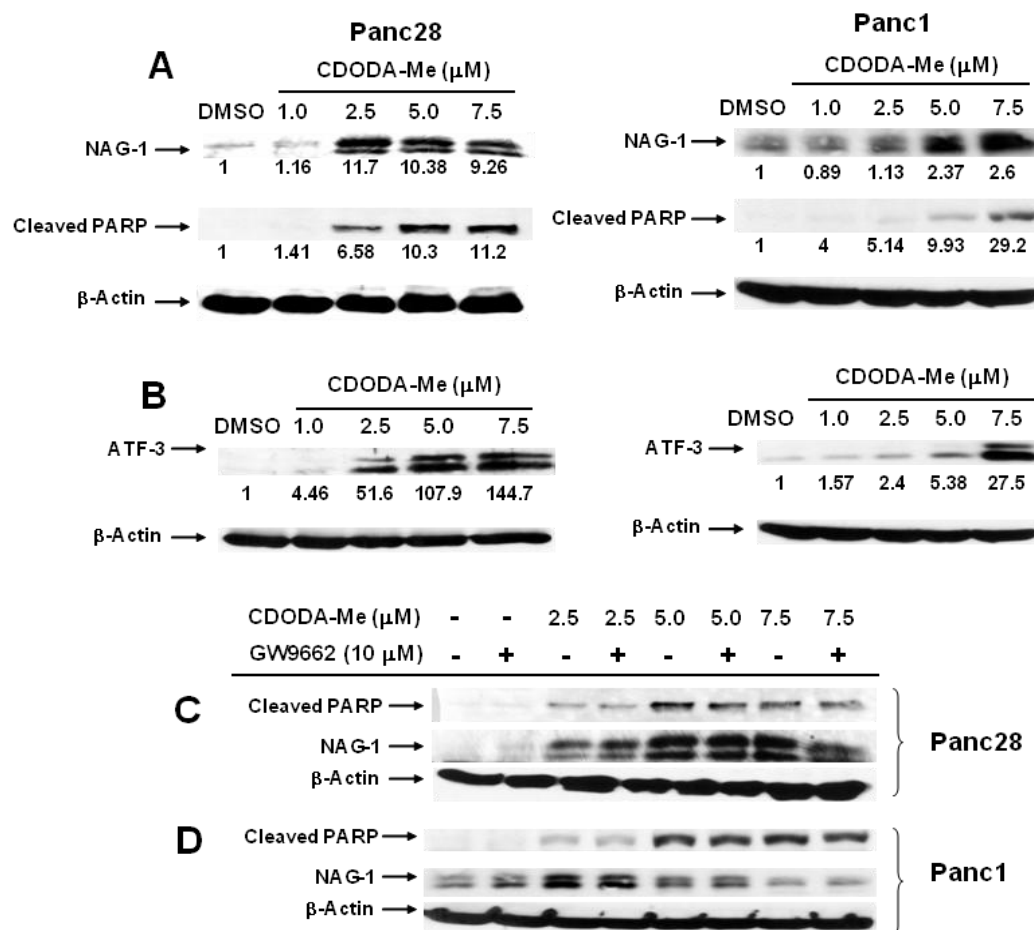 Panc28
Panc1
A
CDODA-Me (μM)
DMSO 1.0 2.5 5.0 7.5
NAG-1
1 1.16 11.7 10.38 9.26
Cleaved PARP
1 1.41 6.58 10.3 11.2
β-Actin
CDODA-Me (μM)
DMSO 1.0 2.5 5.0 7.5
NAG-1
1 0.89 1.13 2.37 2.6
Cleaved PARP
1 4 5.14 9.93 29.2
β-Actin
B
CDODA-Me (μM)
DMSO 1.0 2.5 5.0 7.5
ATF-3
1 4.46 51.6 107.9 144.7
β-Actin
CDODA-Me (μM)
DMSO 1.0 2.5 5.0 7.5
ATF-3
1 1.57 2.4 5.38 27.5
β-Actin
CDODA-Me (μM) - - 2.5 2.5 5.0 5.0 7.5 7.5
GW9662 (10 μM) - + - + - + - +
C
Cleaved PARP
NAG-1
β-Actin
Panc28
D
Cleaved PARP
NAG-1
β-Actin
Panc1